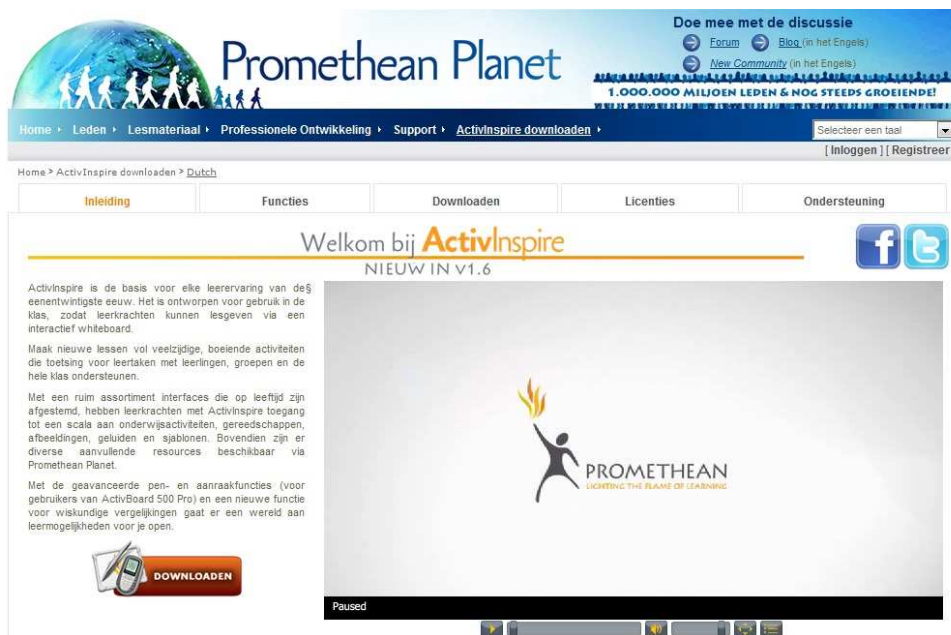 Doe mee met de discussie
Promethean Planet
Forum Blog (in het Engels)
New Community (in het Engels)
1.000.000 MILJOEN LEDEN & NOG STEEDS GROEIENDE!
Home Leden Lesmateriaal Professionele Ontwikkeling Support ActivInspire downloaden
Selecteer een taal
[ Inloggen ] [ Registreer
Home > ActivInspire downloaden > Dutch
Inleiding Functies Downloaden Licenties Ondersteuning
Welkom bij ActivInspire
NIEUW IN v1.6
ActivInspire is de basis voor elke leerervaring van de§
eenentwintigste eeuw. Het is ontworpen voor gebruik in de
klas, zodat leerkrachten kunnen lesgeven via een
interactief whiteboard.
Maak nieuwe lessen vol veelzijdige, boeiende activiteiten
die toetsing voor leertaken met leerlingen, groepen en de
hele klas ondersteunen.
Met een ruim assortiment interfaces die op leeftijd zijn
afgestemd, hebben leerkrachten met ActivInspire toegang
tot een scala aan onderwijsactiviteiten, gereedschappen,
afbeeldingen, geluiden en sjablonen. Bovendien zijn er
diverse aanvullende resources beschikbaar via
Promethean Planet.
Met de geavanceerde pen- en aanraakfuncties (voor
gebruikers van ActivBoard 500 Pro) en een nieuwe functie
voor wiskundige vergelijkingen gaat er een wereld aan
leermogelijkheden voor je open.
DOWNLOADEN
PROMETHEAN
LIGHTING THE FLAME OF LEARNING
Paused